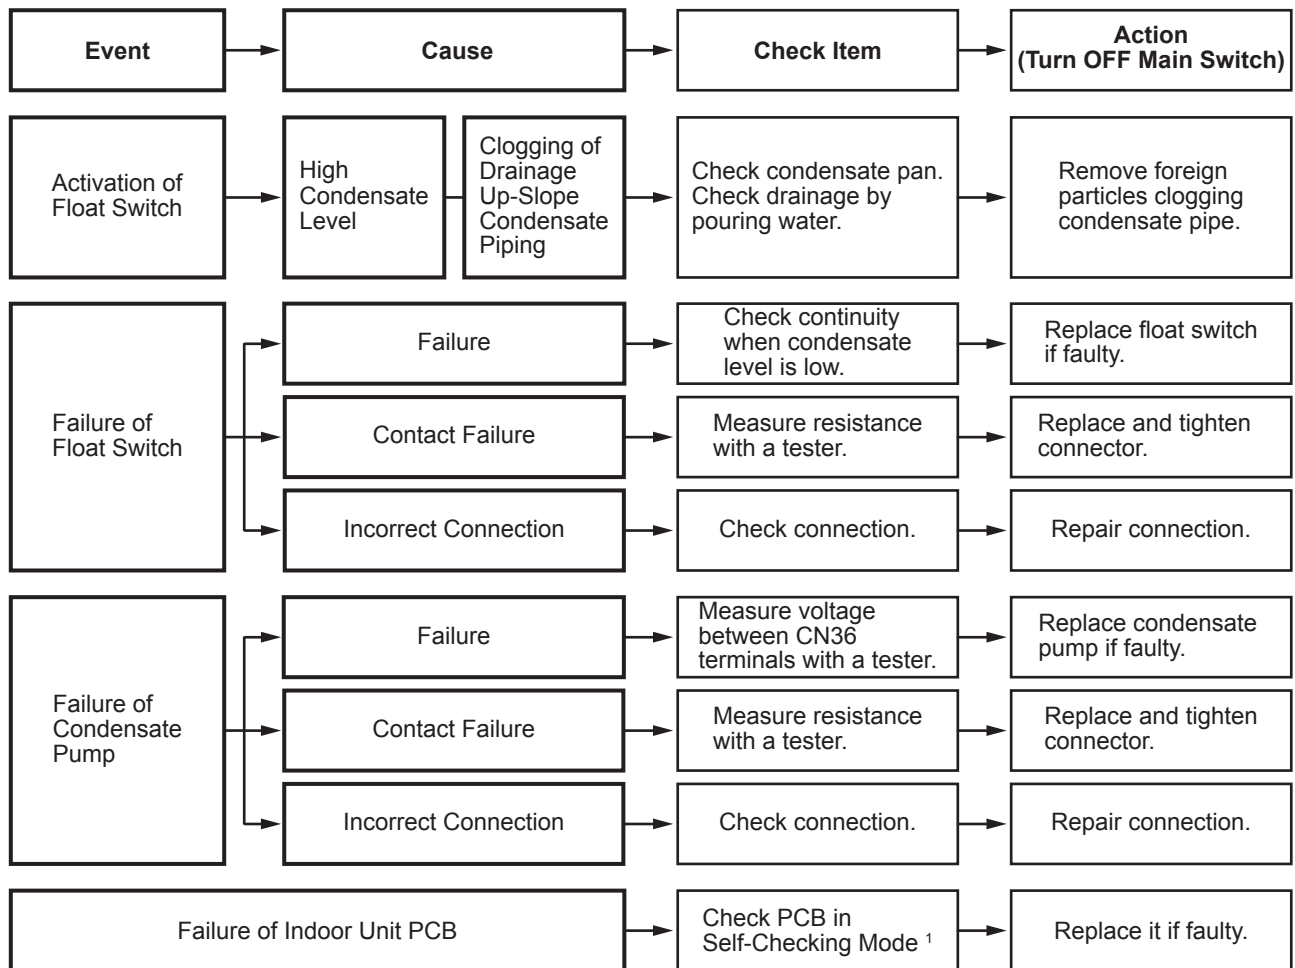 Event
Cause
Check Item
Action
(Turn OFF Main Switch)
Activation of
Float Switch
High
Condensate
Level
Clogging of
Drainage
Up-Slope
Condensate
Piping
Check condensate pan.
Check drainage by
pouring water.
Remove foreign
particles clogging
condensate pipe.
Failure of
Float Switch
Failure
Check continuity
when condensate
level is low.
Replace float switch
if faulty.
Contact Failure
Measure resistance
with a tester.
Replace and tighten
connector.
Incorrect Connection
Check connection.
Repair connection.
Failure of
Condensate
Pump
Failure
Measure voltage
between CN36
terminals with a tester.
Replace condensate
pump if faulty.
Contact Failure
Measure resistance
with a tester.
Replace and tighten
connector.
Incorrect Connection
Check connection.
Repair connection.
Failure of Indoor Unit PCB
Check PCB in
Self-Checking Mode ¹
Replace it if faulty.